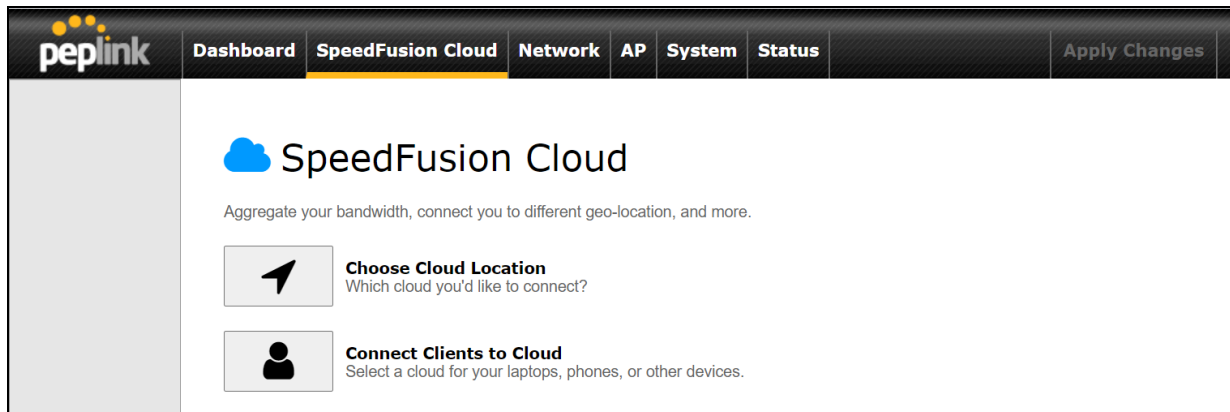 peplink
Dashboard SpeedFusion Cloud Network AP System Status Apply Changes
SpeedFusion Cloud
Aggregate your bandwidth, connect you to different geo-location, and more.
Choose Cloud Location
Which cloud you'd like to connect?
Connect Clients to Cloud
Select a cloud for your laptops, phones, or other devices.